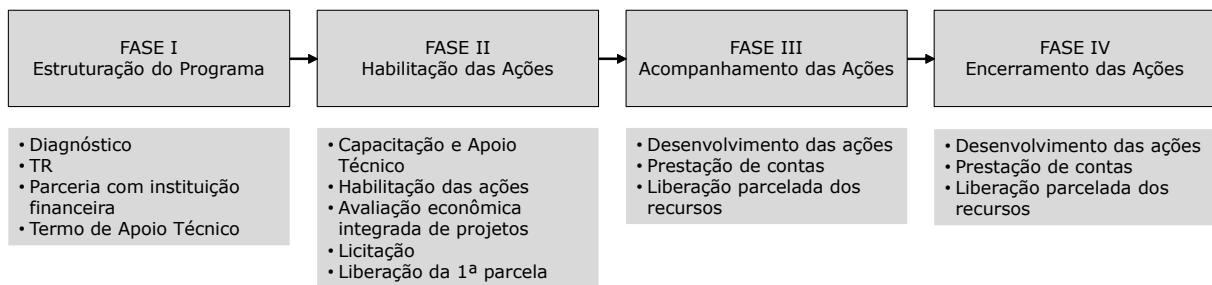 FASE I
Estruturação do Programa
FASE II
Habilitação das Ações
FASE III
Acompanhamento das Ações
FASE IV
Encerramento das Ações
• Diagnóstico
• TR
• Parceria com instituição
financeira
• Termo de Apoio Técnico
• Capacitação e Apoio
Técnico
• Habilitação das ações
• Avaliação econômica
integrada de projetos
• Licitação
• Liberação da 1ª parcela
• Desenvolvimento das ações
• Prestação de contas
• Liberação parcelada dos
recursos
• Desenvolvimento das ações
• Prestação de contas
• Liberação parcelada dos
recursos